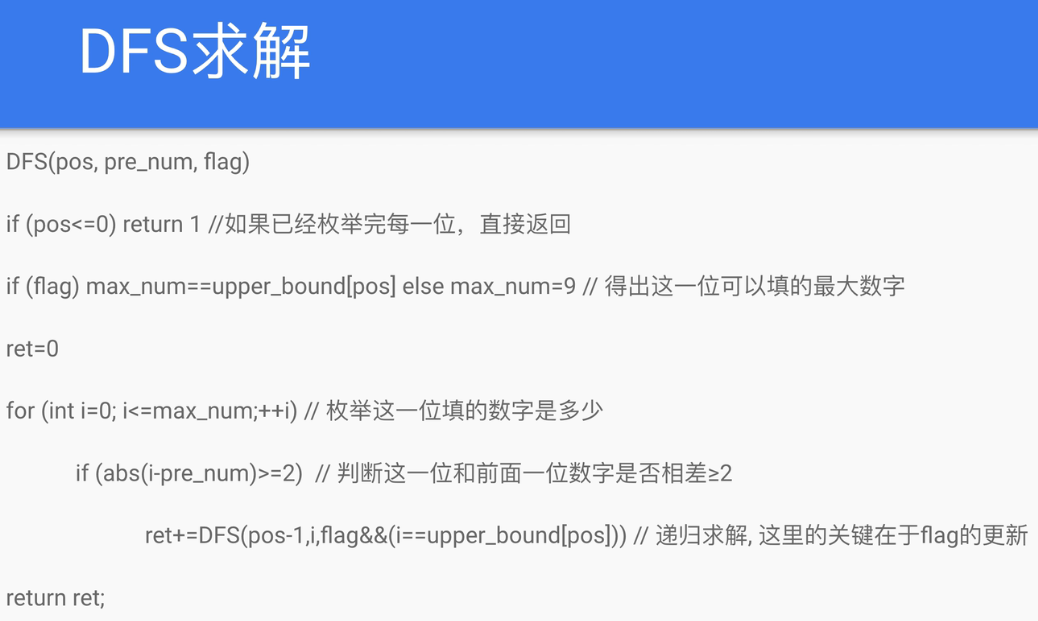 DFS求解
DFS(pos, pre_num, flag)
if (pos<=0) return 1 //如果已经枚举完每一位，直接返回
if (flag) max_num==upper_bound[pos] else max_num=9 // 得出这一位可以填的最大数字
ret=0
for (int i=0; i<=max_num;++i) // 枚举这一位填的数字是多少
if (abs(i-pre_num)>=2)  // 判断这一位和前面一位数字是否相差≥2
ret+=DFS(pos-1,i,flag&&(i==upper_bound[pos])) // 递归求解, 这里的关键在于flag的更新
return ret;